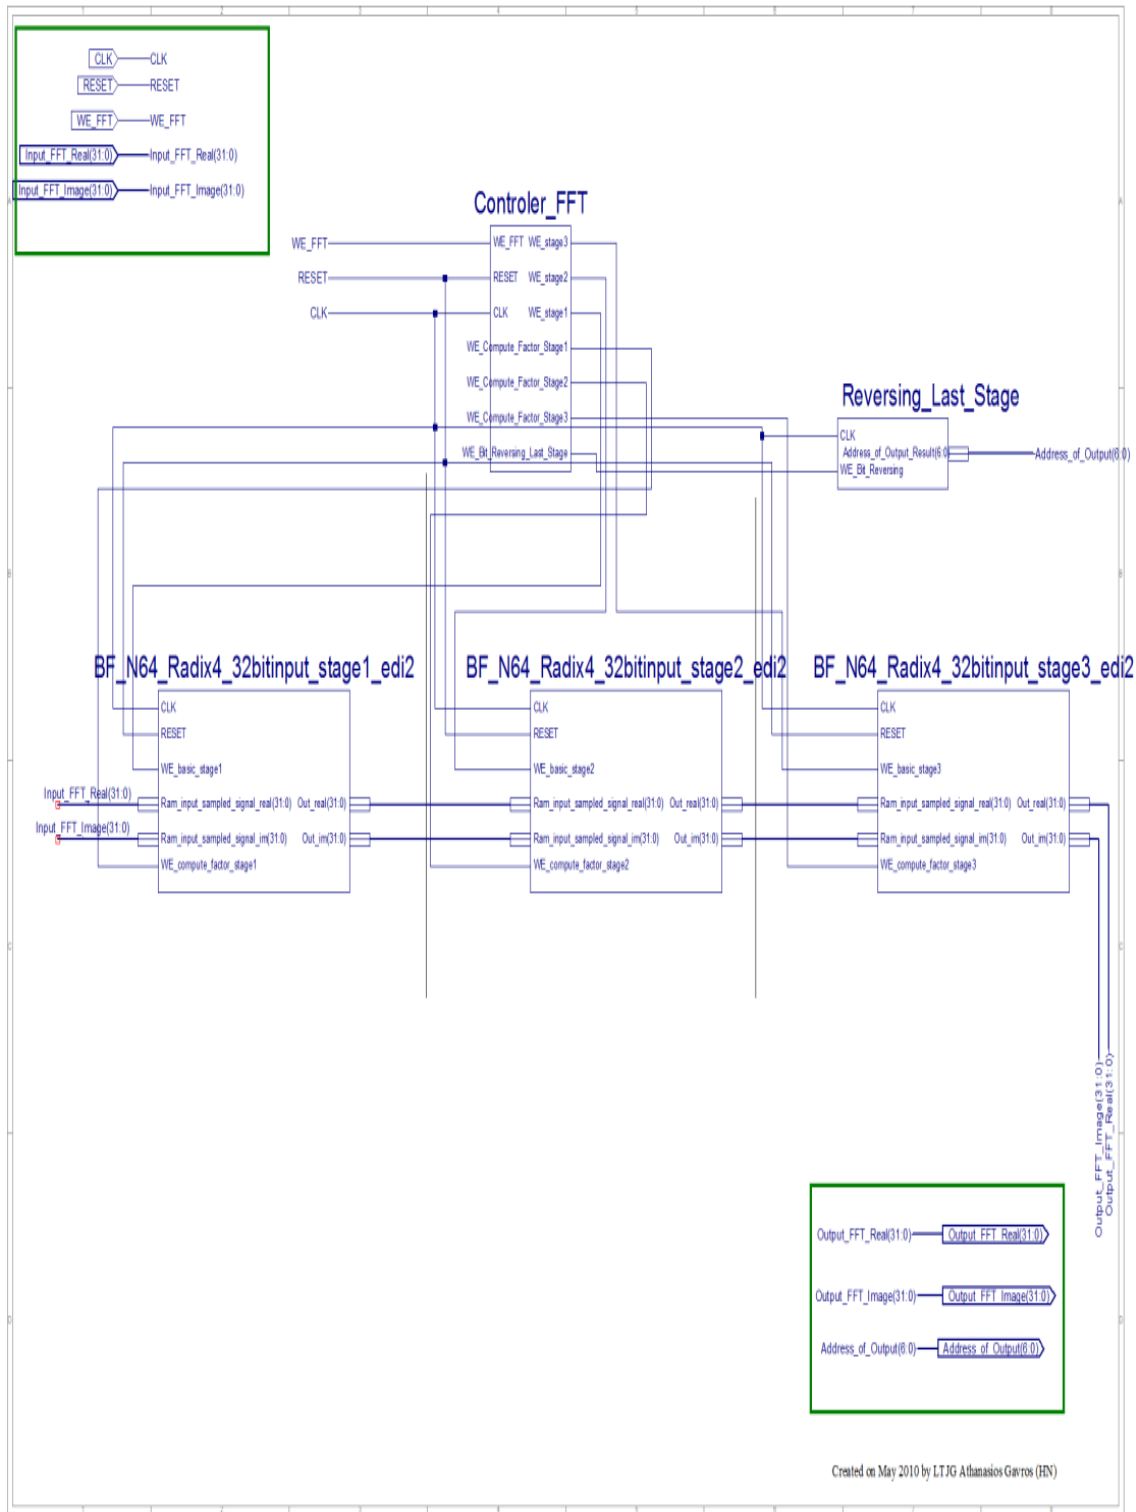 CLK CLK
RESET RESET
WE_FFT WE_FFT
Input_FFT_Real(31:0) Input_FFT_Real(31:0)
Input_FFT_Image(31:0) Input_FFT_Image(31:0)
Controler_FFT
WE_FFT WE_FFT WE_stage3
RESET RESET WE_stage2
CLK CLK WE_stage1
WE_Compute_Factor_Stage1
WE_Compute_Factor_Stage2
WE_Compute_Factor_Stage3
WE_Bit_Reversing_Last_Stage
Reversing_Last_Stage
CLK
Address_of_Output_Result(6:0) Address_of_Output(6:0)
WE_Bit_Reversing
BF_N64_Radix4_32bitinput_stage1_edi2
CLK
RESET
WE_basic_stage1
Input_FFT_Real(31:0)
Ram_input_sampled_signal_real(31:0) Out_real(31:0)
Input_FFT_Image(31:0)
Ram_input_sampled_signal_im(31:0) Out_im(31:0)
WE_compute_factor_stage1
BF_N64_Radix4_32bitinput_stage2_edi2
CLK
RESET
WE_basic_stage2
Ram_input_sampled_signal_real(31:0) Out_real(31:0)
Ram_input_sampled_signal_im(31:0) Out_im(31:0)
WE_compute_factor_stage2
BF_N64_Radix4_32bitinput_stage3_edi2
CLK
RESET
WE_basic_stage3
Ram_input_sampled_signal_real(31:0) Out_real(31:0)
Ram_input_sampled_signal_im(31:0) Out_im(31:0)
WE_compute_factor_stage3
Output_FFT_Image(31:0)
Output_FFT_Real(31:0)
Output_FFT_Real(31:0) Output_FFT_Real(31:0)
Output_FFT_Image(31:0) Output_FFT_Image(31:0)
Address_of_Output(6:0) Address_of_Output(6:0)
Created on May 2010 by LTJG Athanasios Gavros (HN)